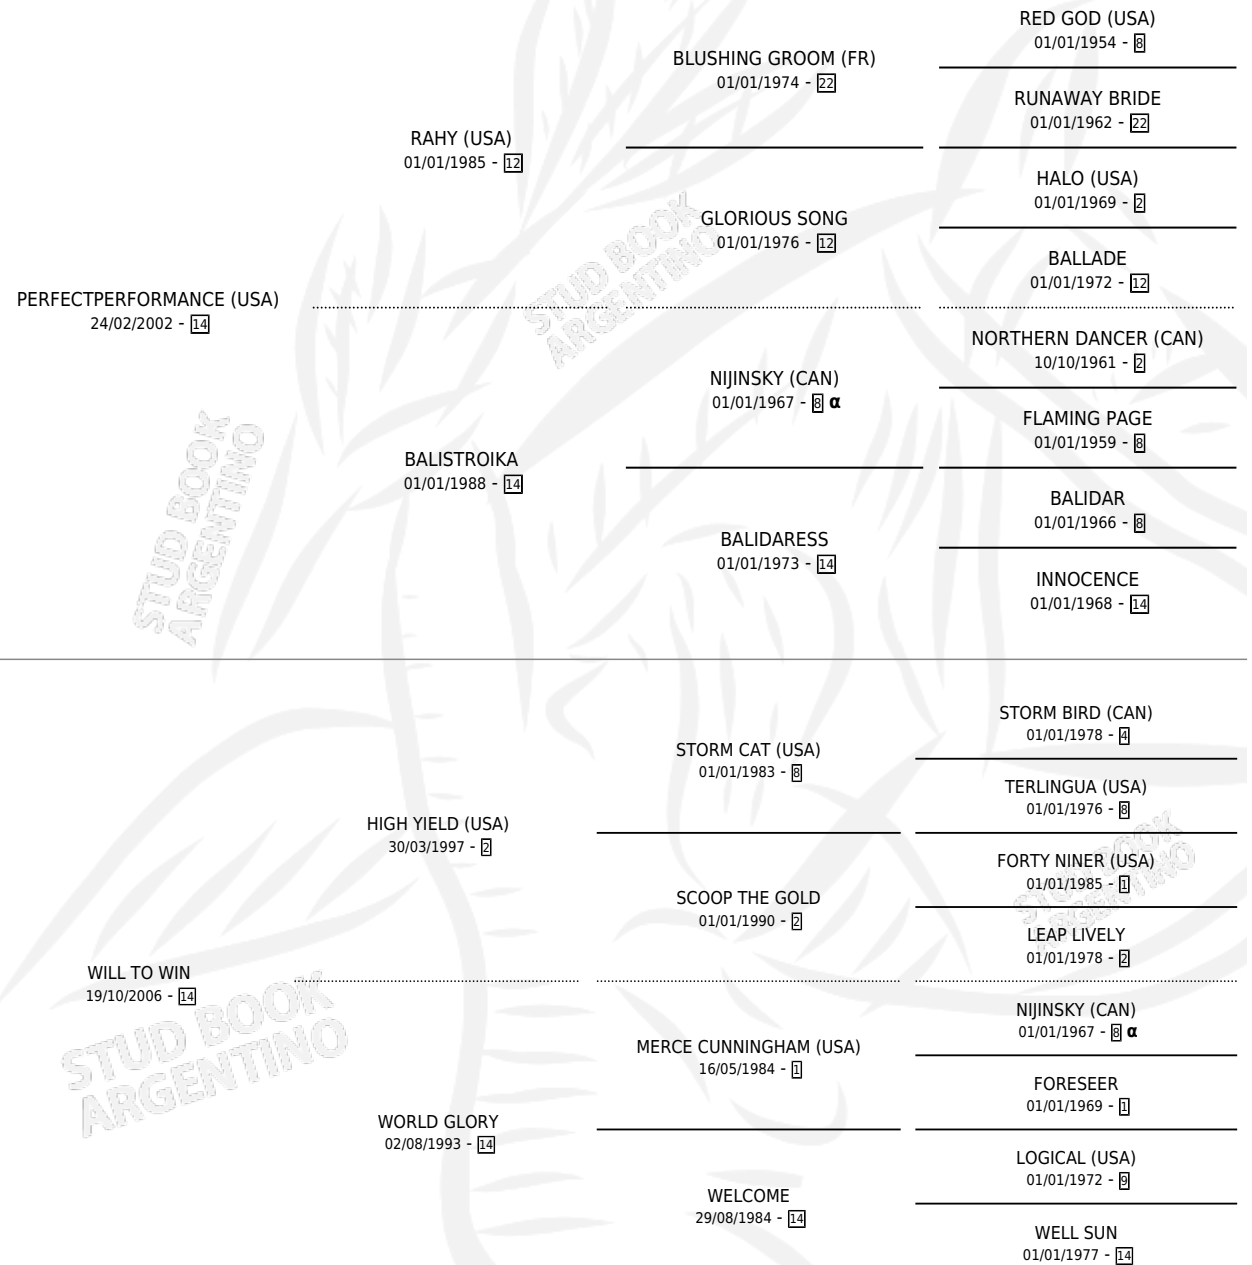 RED GOD (USA)
01/01/1954 - 8
BLUSHING GROOM (FR)
01/01/1974 - 22
RUNAWAY BRIDE
01/01/1962 - 22
RAHY (USA)
01/01/1985 - 12
HALO (USA)
01/01/1969 - 2
GLORIOUS SONG
01/01/1976 - 12
BALLADE
01/01/1972 - 12
PERFECTPERFORMANCE (USA)
24/02/2002 - 14
NORTHERN DANCER (CAN)
10/10/1961 - 2
NIJINSKY (CAN)
01/01/1967 - 8 α
FLAMING PAGE
01/01/1959 - 8
BALISTROIKA
01/01/1988 - 14
BALIDAR
01/01/1966 - 8
BALIDARESS
01/01/1973 - 14
INNOCENCE
01/01/1968 - 14
STORM BIRD (CAN)
01/01/1978 - 4
STORM CAT (USA)
01/01/1983 - 8
TERLINGUA (USA)
01/01/1976 - 8
HIGH YIELD (USA)
30/03/1997 - 2
FORTY NINER (USA)
01/01/1985 - 1
SCOOP THE GOLD
01/01/1990 - 2
LEAP LIVELY
01/01/1978 - 2
WILL TO WIN
19/10/2006 - 14
NIJINSKY (CAN)
01/01/1967 - 8 α
MERCE CUNNINGHAM (USA)
16/05/1984 - 1
FORESEER
01/01/1969 - 1
WORLD GLORY
02/08/1993 - 14
LOGICAL (USA)
01/01/1972 - 9
WELCOME
29/08/1984 - 14
WELL SUN
01/01/1977 - 14
STUD BOOK
ARGENTINO
STUD BOOK
ARGENTINO
STUD BOOK
ARGENTINO
STUD BOOK
ARGENTINO